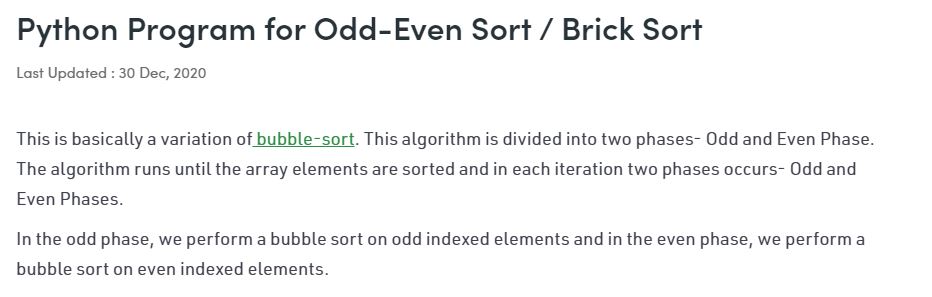 Python Program for Odd-Even Sort / Brick Sort
Last Updated : 30 Dec, 2020
This is basically a variation of bubble-sort. This algorithm is divided into two phases- Odd and Even Phase.
The algorithm runs until the array elements are sorted and in each iteration two phases occurs- Odd and
Even Phases.
In the odd phase, we perform a bubble sort on odd indexed elements and in the even phase, we perform a
bubble sort on even indexed elements.